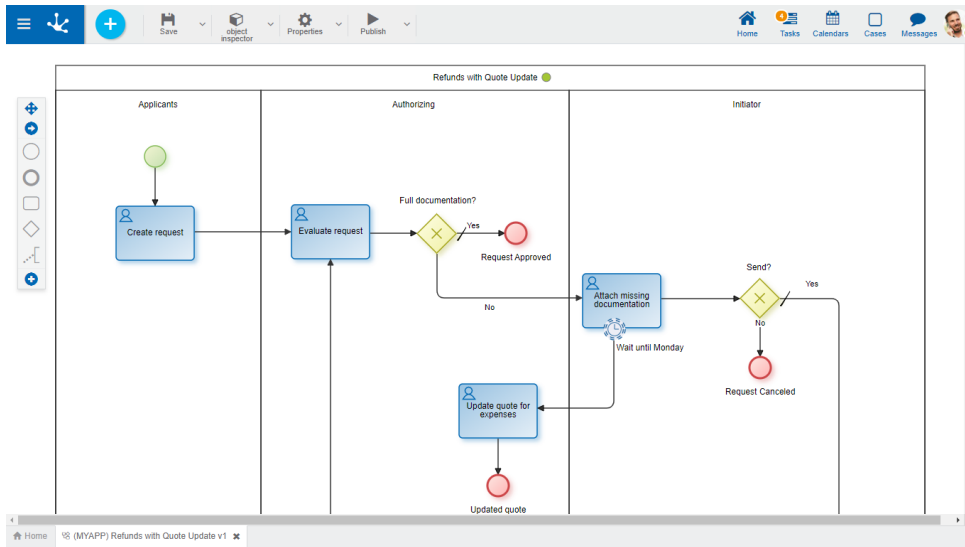 Save
object
inspector
Properties
Publish
Home
4
Tasks
Calendars
Cases
Messages
Refunds with Quote Update
Applicants
Authorizing
Initiator
Full documentation?
Create request
Evaluate request
Yes
Request Approved
Send?
Attach missing
documentation
Yes
No
No
Wait until Monday
Request Canceled
Update quote for
expenses
Updated quote
Home
(MYAPP) Refunds with Quote Update v1